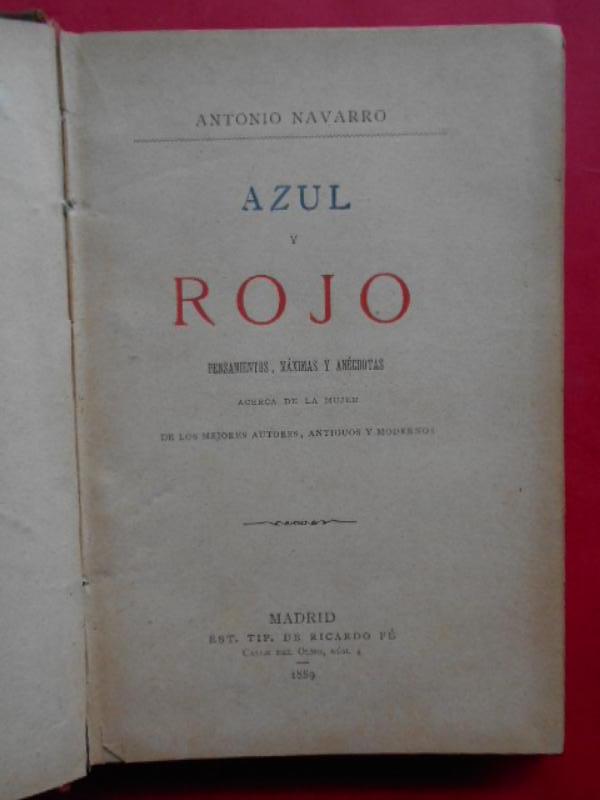 ANTONIO NAVARRO
AZUL
Y
ROJO
PENSAMIENTOS, MÁXIMAS Y ANÉCDOTAS
ACERCA DE LA MUJER
DE LOS MEJORES AUTORES, ANTIGUOS Y MODERNOS
MADRID
EST. TIP. DE RICARDO FÉ
CALLE DEL OLMO, NÚM. 4
1889